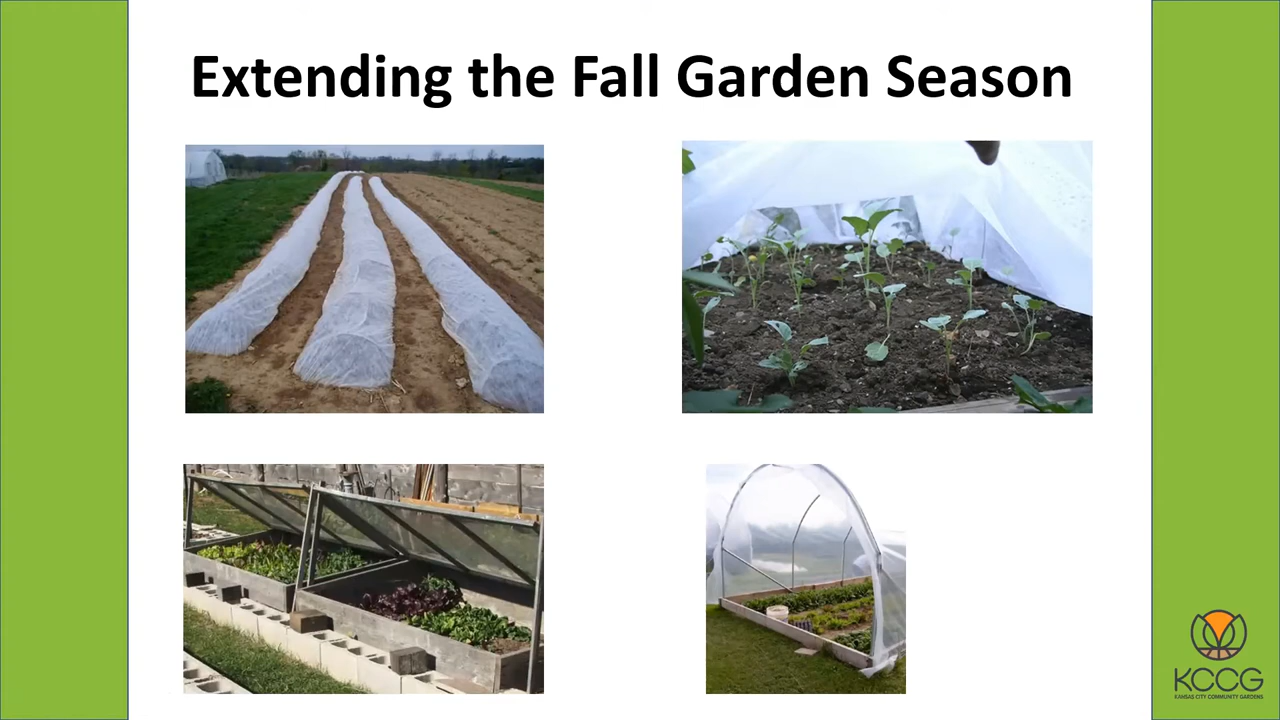 Extending the Fall Garden Season
KCCG
KANSAS CITY COMMUNITY GARDENS